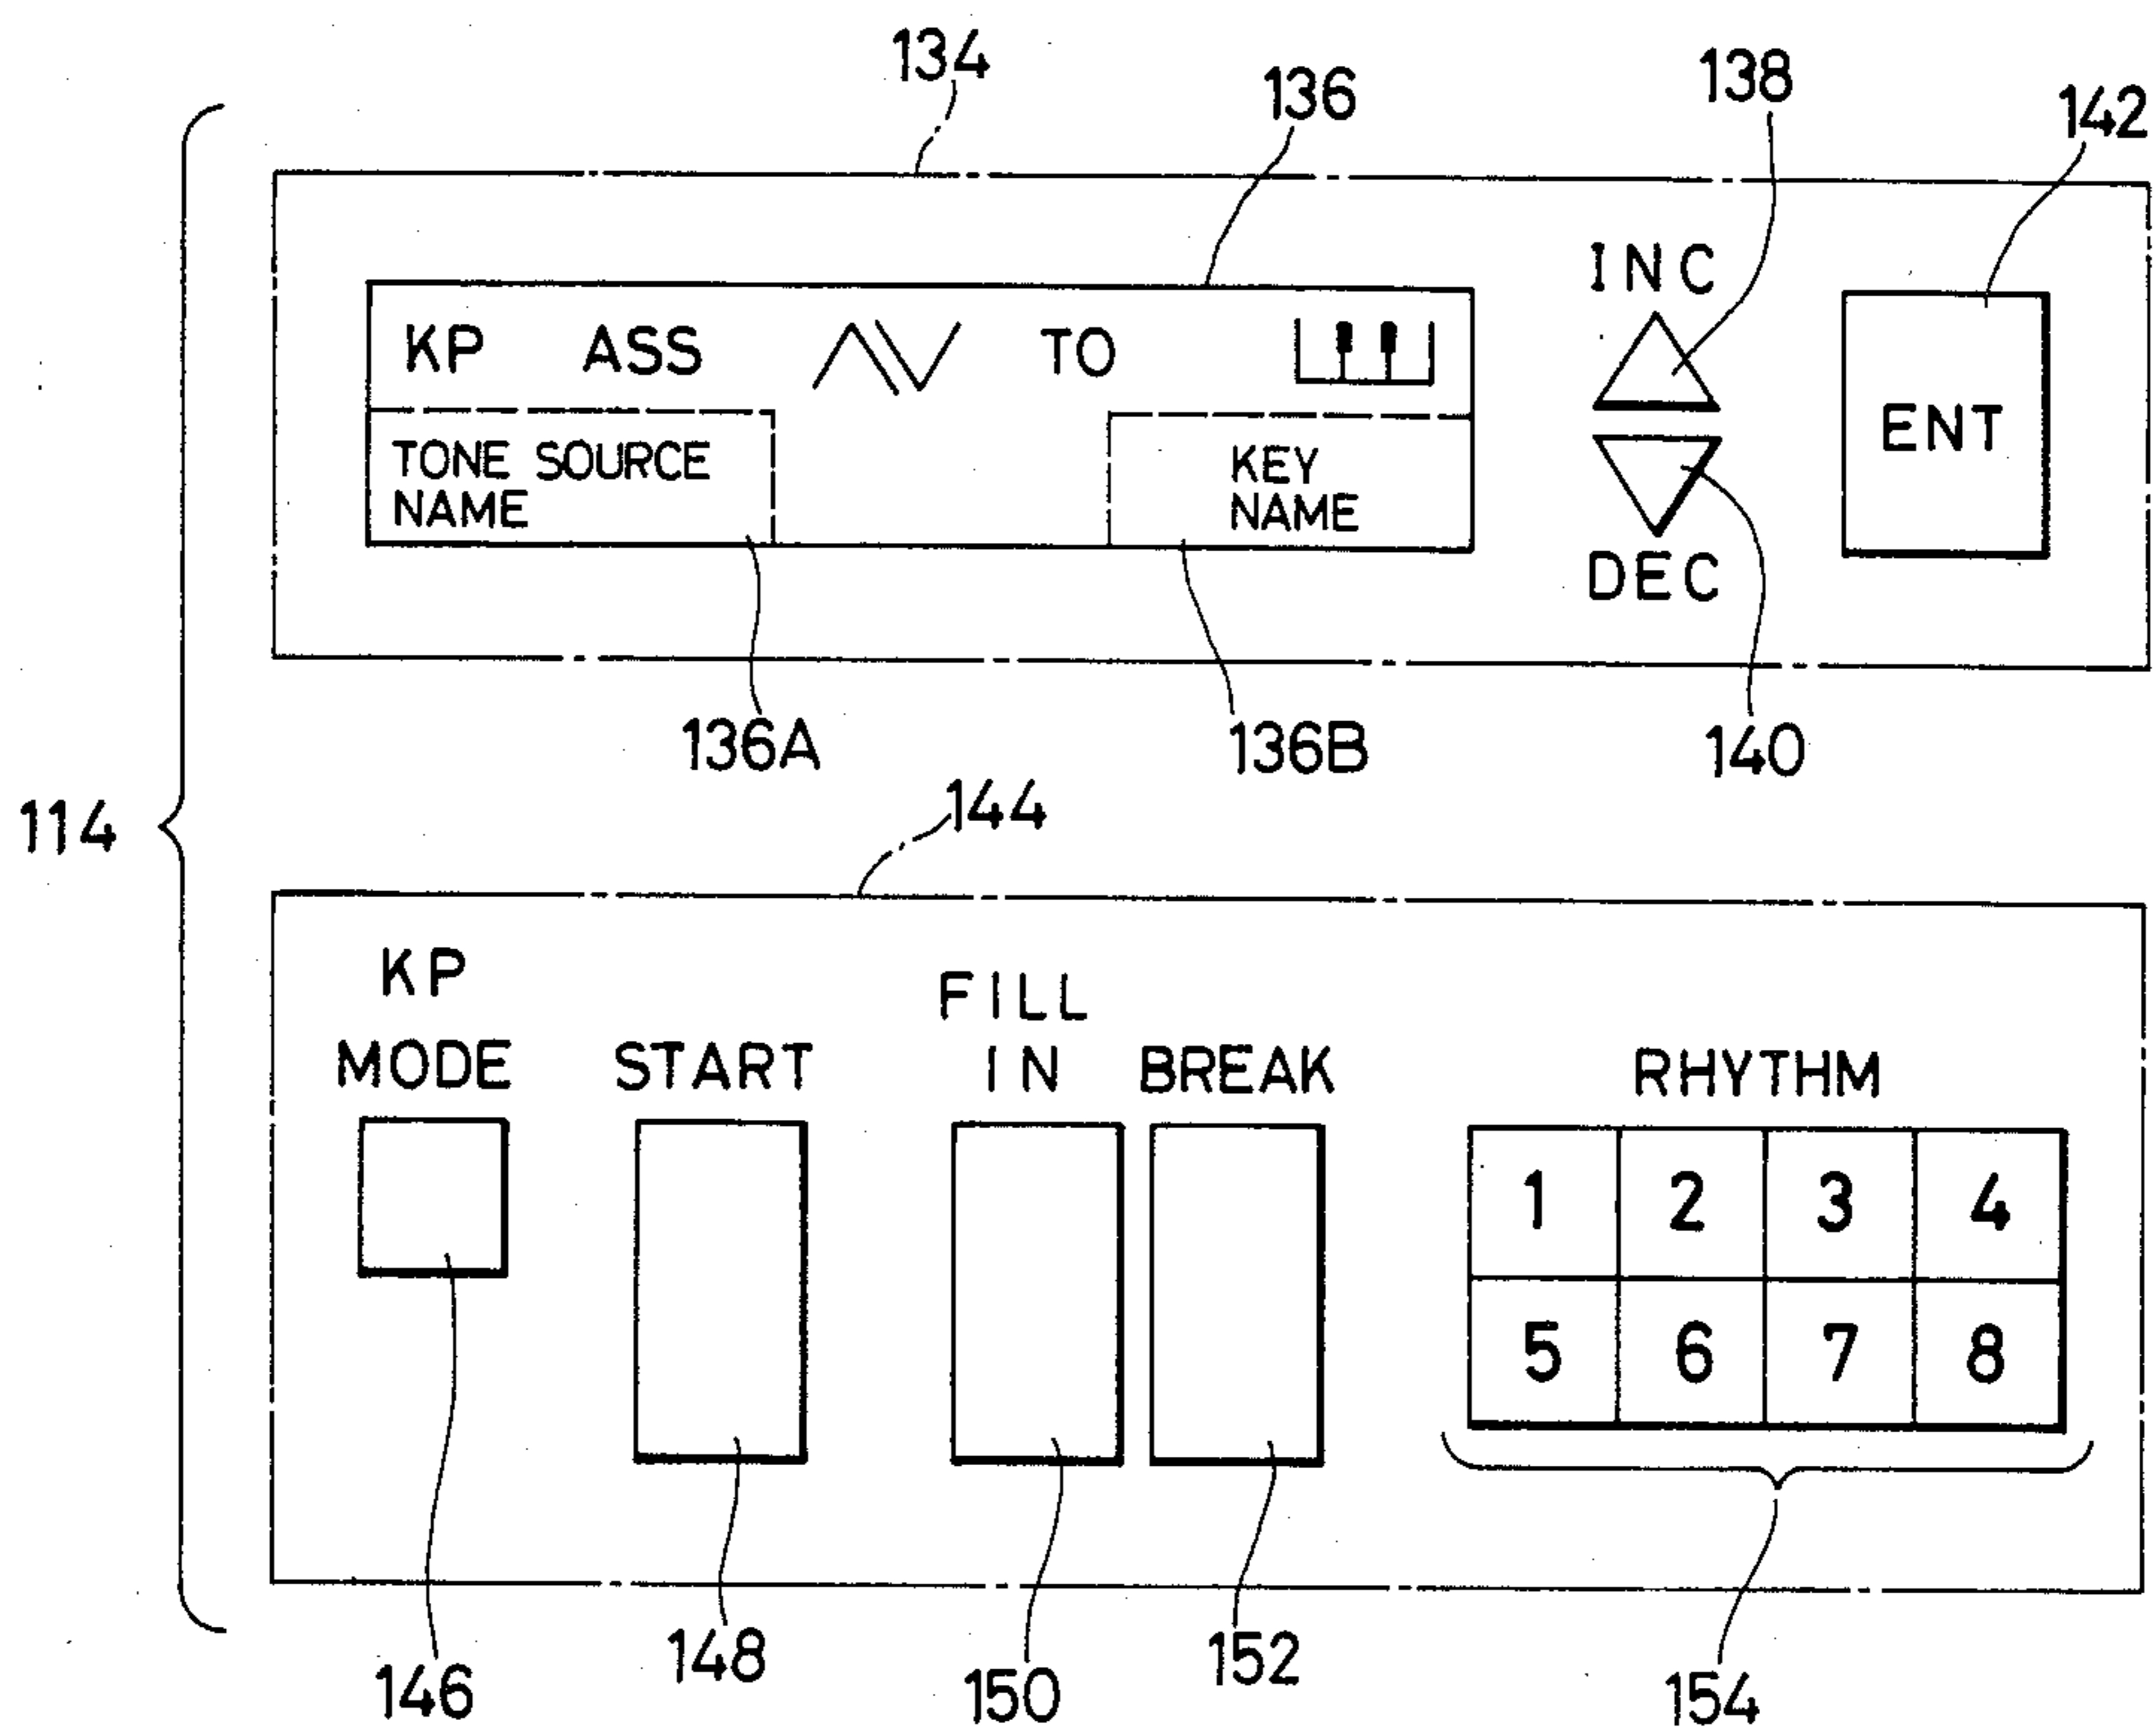 134
136
138
142
INC
KP ASS TO
ENT
TONE SOURCE
NAME
KEY
NAME
DEC
136A
136B
140
114
144
KP
MODE
START
FILL
IN
BREAK
RHYTHM
1 2 3 4
5 6 7 8
146
148
150
152
154